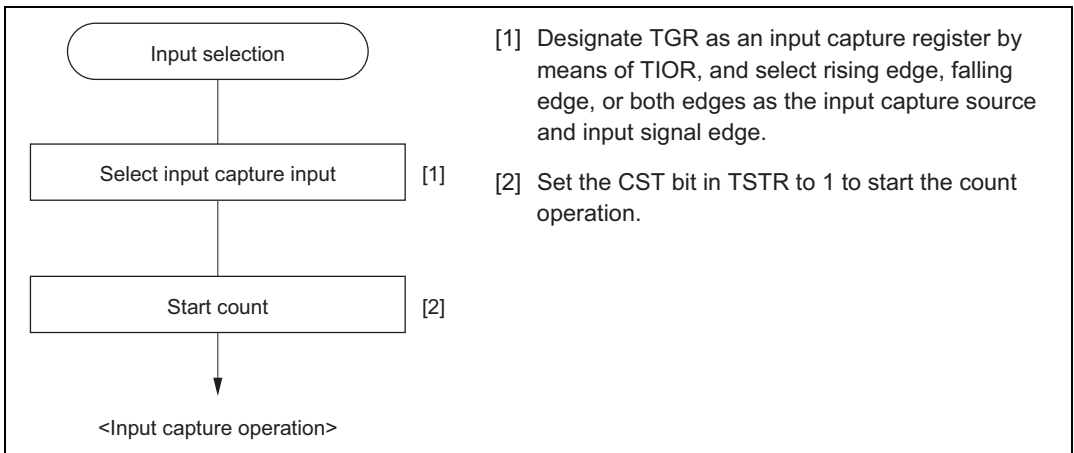 Input selection
Select input capture input
[1]
Start count
[2]
<Input capture operation>
[1] Designate TGR as an input capture register by
means of TIOR, and select rising edge, falling
edge, or both edges as the input capture source
and input signal edge.
[2] Set the CST bit in TSTR to 1 to start the count
operation.